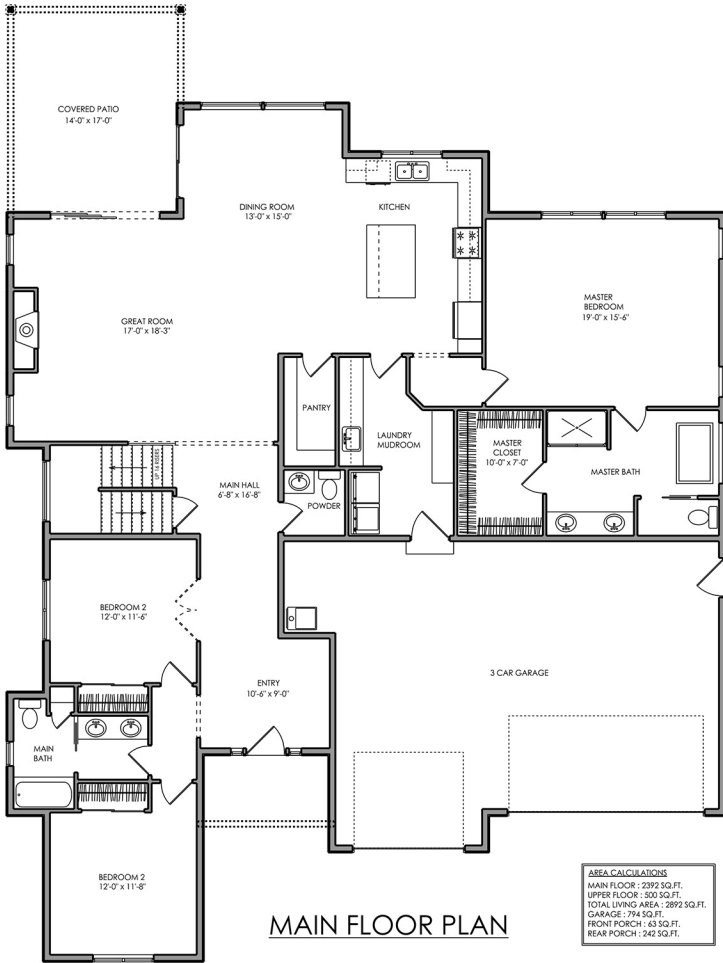 COVERED PATIO
14'-0" x 17'-0"
DINING ROOM
13'-0" x 15'-0"
KITCHEN
MASTER
BEDROOM
19'-0" x 15'-6"
GREAT ROOM
17'-0" x 18'-3"
PANTRY
LAUNDRY
MUDROOM
MASTER
CLOSET
10'-0" x 7'-0"
MASTER BATH
UP 16 RISERS
MAIN HALL
6'-8" x 16'-8"
POWDER
BEDROOM 2
12'-0" x 11'-6"
3 CAR GARAGE
ENTRY
10'-6" x 9'-0"
MAIN
BATH
BEDROOM 2
12'-0" x 11'-8"
MAIN FLOOR PLAN
AREA CALCULATIONS
MAIN FLOOR : 2392 SQ.FT.
UPPER FLOOR : 500 SQ.FT.
TOTAL LIVING AREA : 2892 SQ.FT.
GARAGE : 794 SQ.FT.
FRONT PORCH : 63 SQ.FT.
REAR PORCH : 242 SQ.FT.